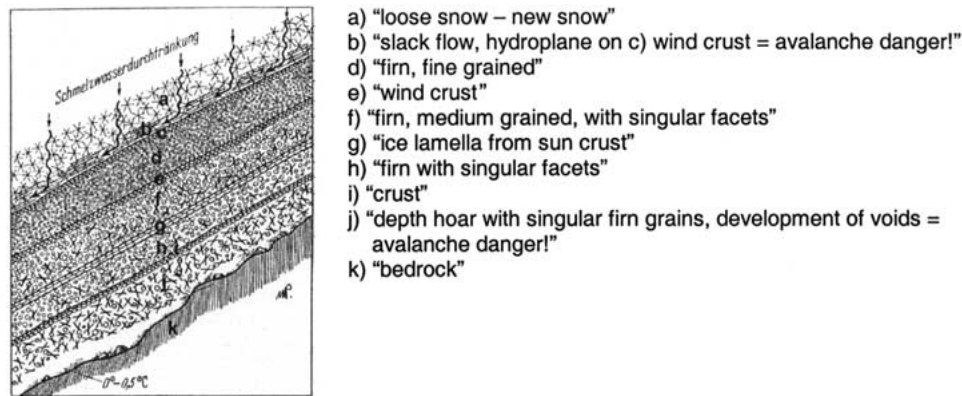 Schmelzwasserdurchtränkung
a
b c
d
e
f
g
h i
j
k
0°–0,5°C
a) “loose snow – new snow”
b) “slack flow, hydroplane on c) wind crust = avalanche danger!”
d) “firn, fine grained”
e) “wind crust”
f) “firn, medium grained, with singular facets”
g) “ice lamella from sun crust”
h) “firn with singular facets”
i) “crust”
j) “depth hoar with singular firn grains, development of voids =
avalanche danger!”
k) “bedrock”